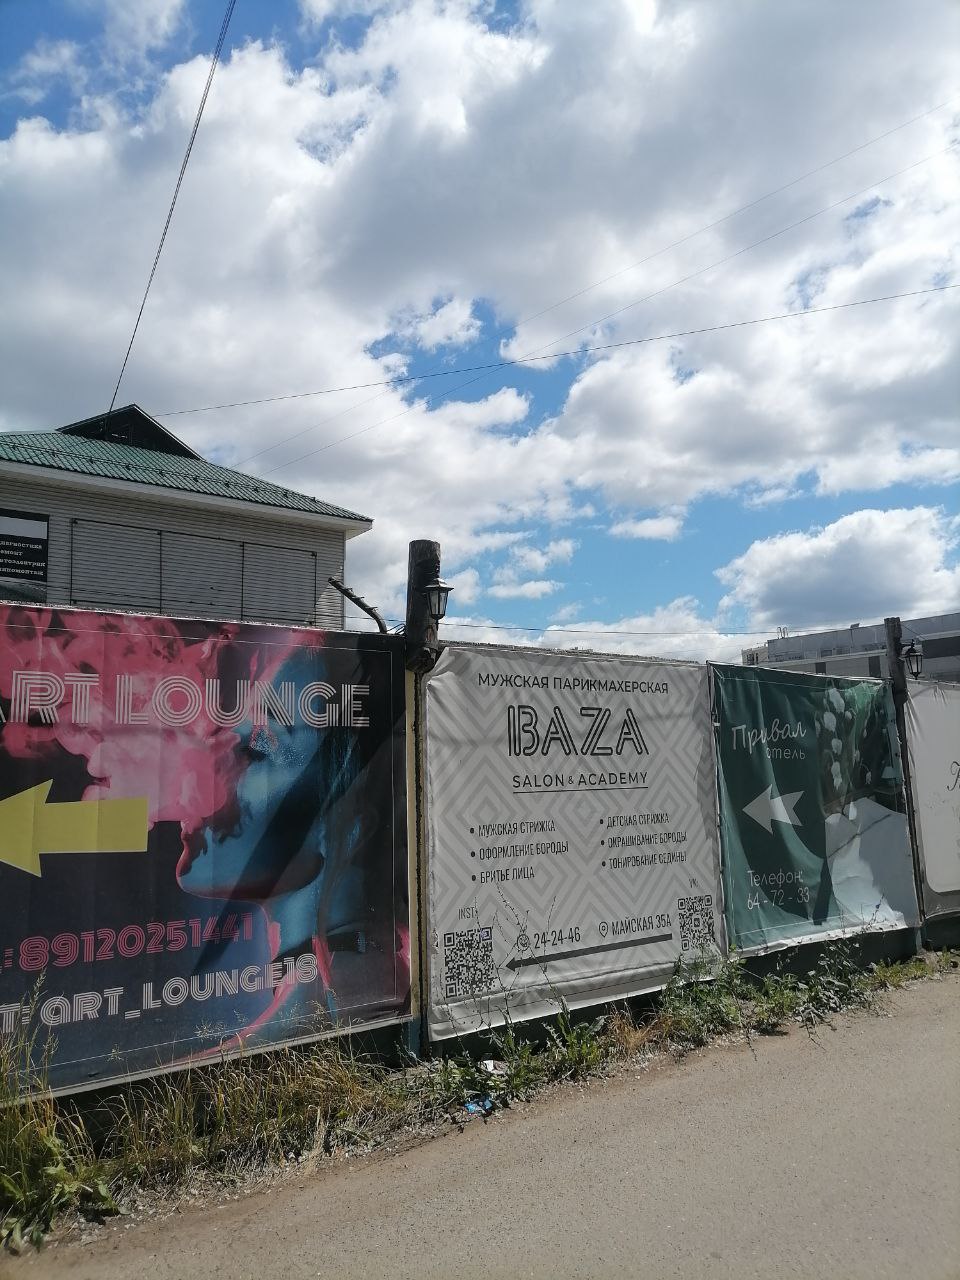 ART LOUNGE
:89120251441
T: ART_LOUNGE18
МУЖСКАЯ ПАРИКМАХЕРСКАЯ
BAZA
SALON & ACADEMY
• МУЖСКАЯ СТРИЖКА
• ОФОРМЛЕНИЕ БОРОДЫ
• БРИТЬЕ ЛИЦА
• ДЕТСКАЯ СТРИЖКА
• ОКРАШИВАНИЕ БОРОДЫ
• ТОНИРОВАНИЕ СЕДИНЫ
INST
24-24-46
МАЙСКАЯ 35А
VK
Привал
отель
Телефон:
64-72-33